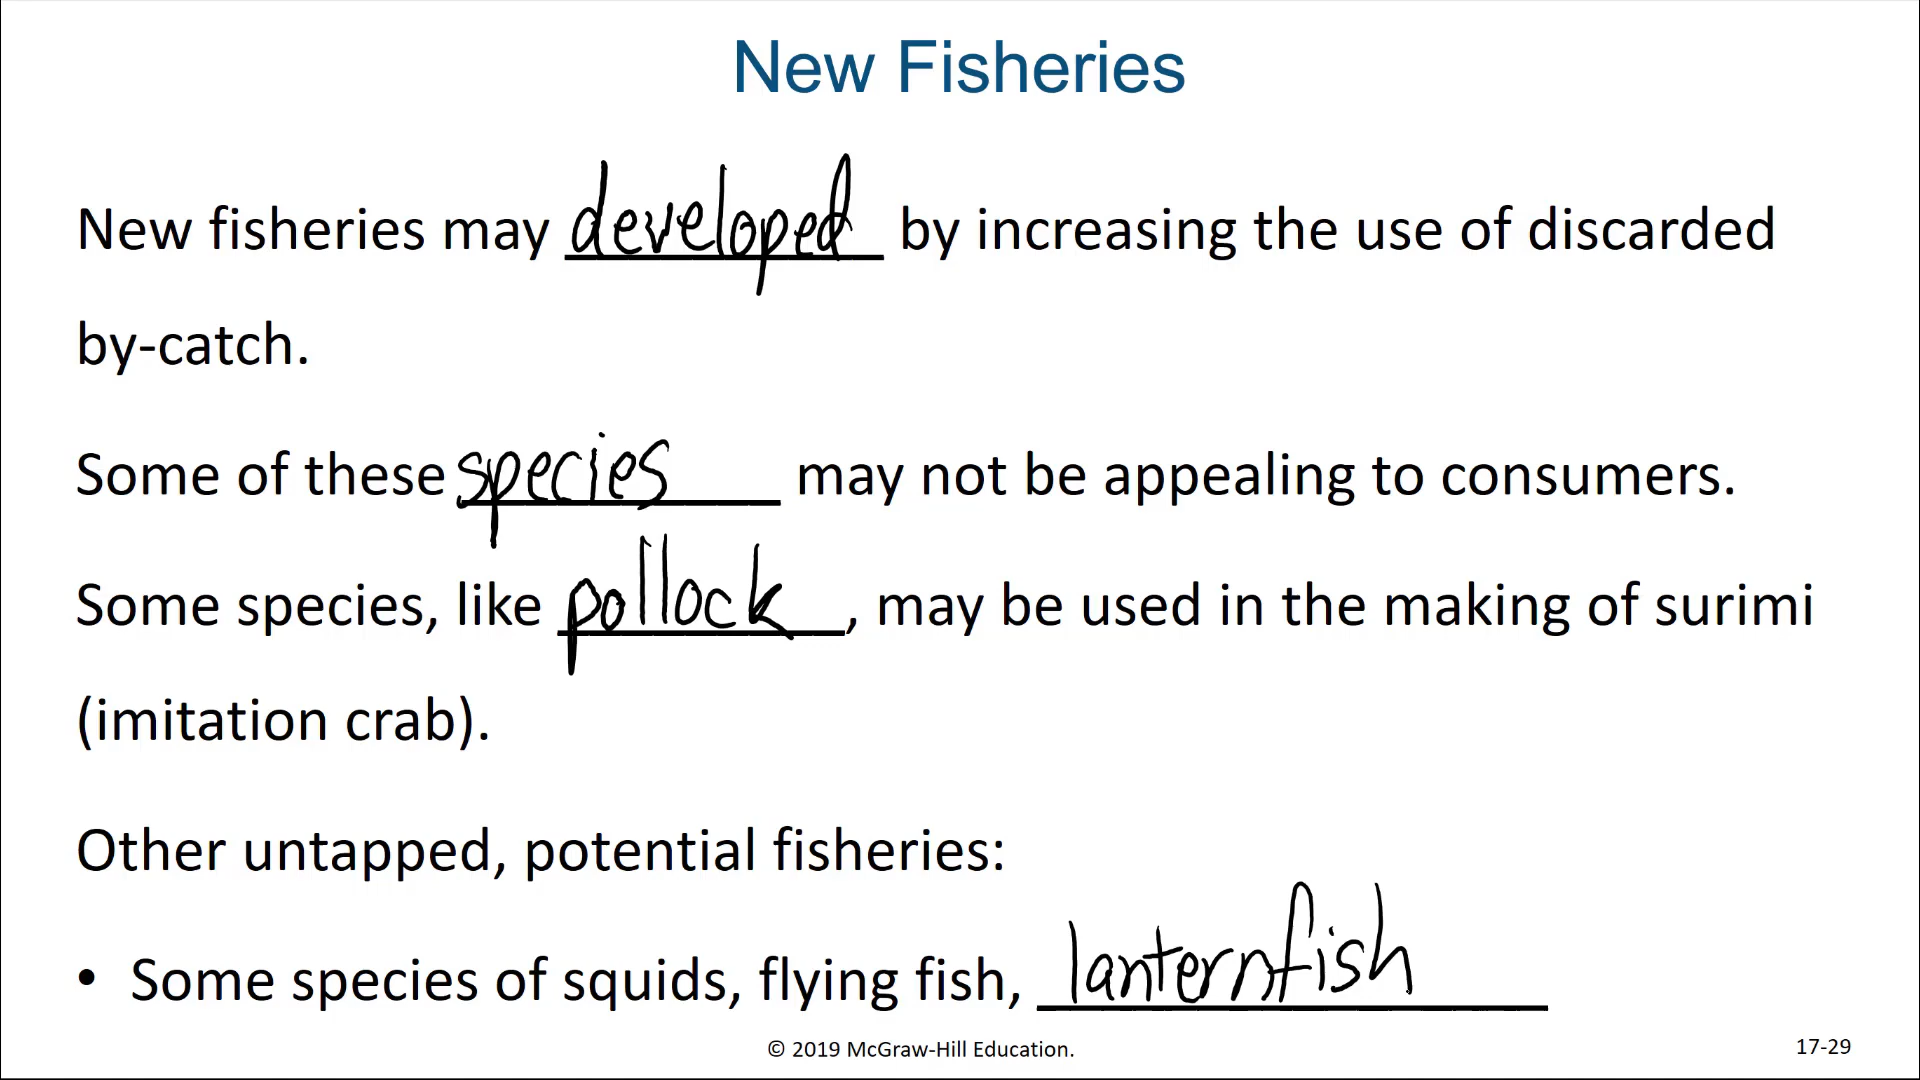 New Fisheries
New fisheries may developed by increasing the use of discarded
by-catch.
Some of these species may not be appealing to consumers.
Some species, like pollock, may be used in the making of surimi
(imitation crab).
Other untapped, potential fisheries:
• Some species of squids, flying fish, lanternfish
© 2019 McGraw-Hill Education.
17-29